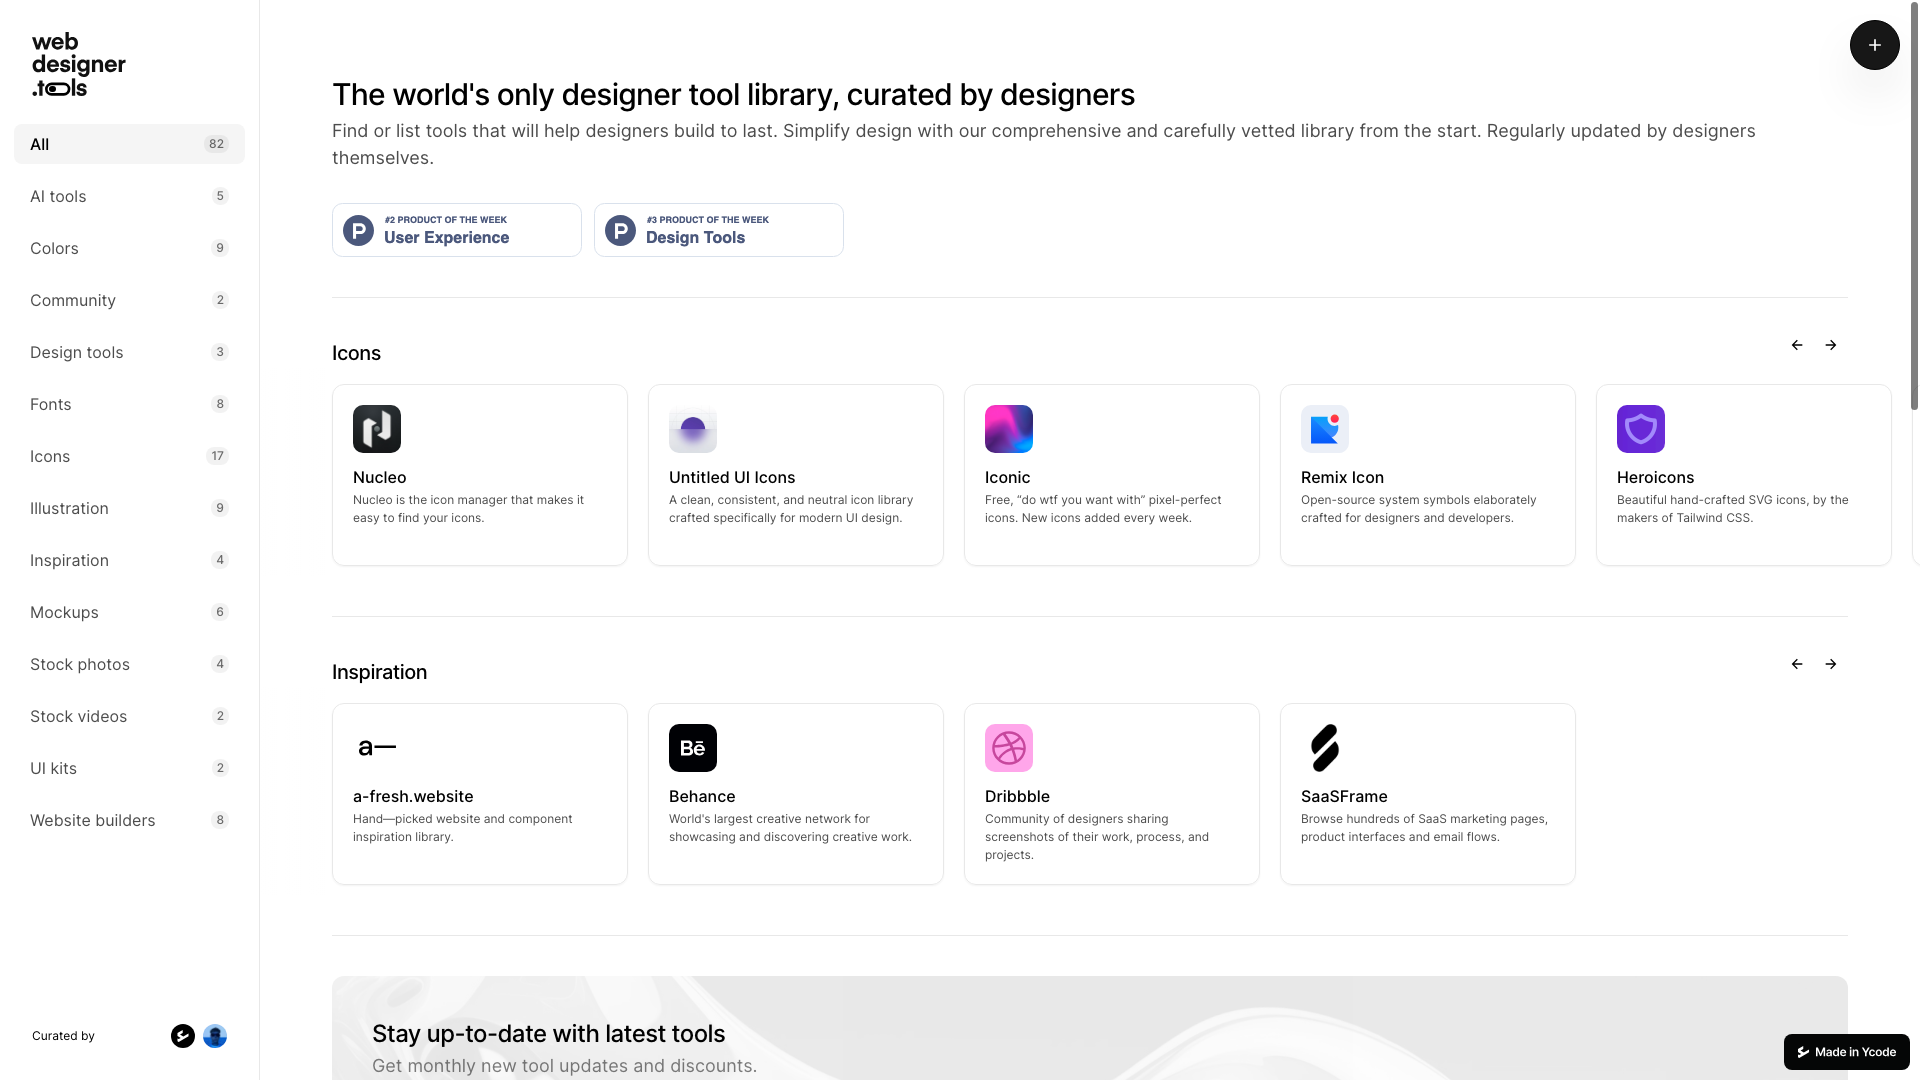 web
designer
.tools
All 82
AI tools 5
Colors 9
Community 2
Design tools 3
Fonts 8
Icons 17
Illustration 9
Inspiration 4
Mockups 6
Stock photos 4
Stock videos 2
UI kits 2
Website builders 8
Curated by
The world's only designer tool library, curated by designers
Find or list tools that will help designers build to last. Simplify design with our comprehensive and carefully vetted library from the start. Regularly updated by designers
themselves.
P
#2 PRODUCT OF THE WEEK
User Experience
P
#3 PRODUCT OF THE WEEK
Design Tools
Icons
Nucleo
Nucleo is the icon manager that makes it
easy to find your icons.
Untitled UI Icons
A clean, consistent, and neutral icon library
crafted specifically for modern UI design.
Iconic
Free, “do wtf you want with” pixel-perfect
icons. New icons added every week.
Remix Icon
Open-source system symbols elaborately
crafted for designers and developers.
Heroicons
Beautiful hand-crafted SVG icons, by the
makers of Tailwind CSS.
Inspiration
a—
a-fresh.website
Hand—picked website and component
inspiration library.
Bē
Behance
World's largest creative network for
showcasing and discovering creative work.
Dribbble
Community of designers sharing
screenshots of their work, process, and
projects.
SaaSFrame
Browse hundreds of SaaS marketing pages,
product interfaces and email flows.
Stay up-to-date with latest tools
Get monthly new tool updates and discounts.
Made in Ycode